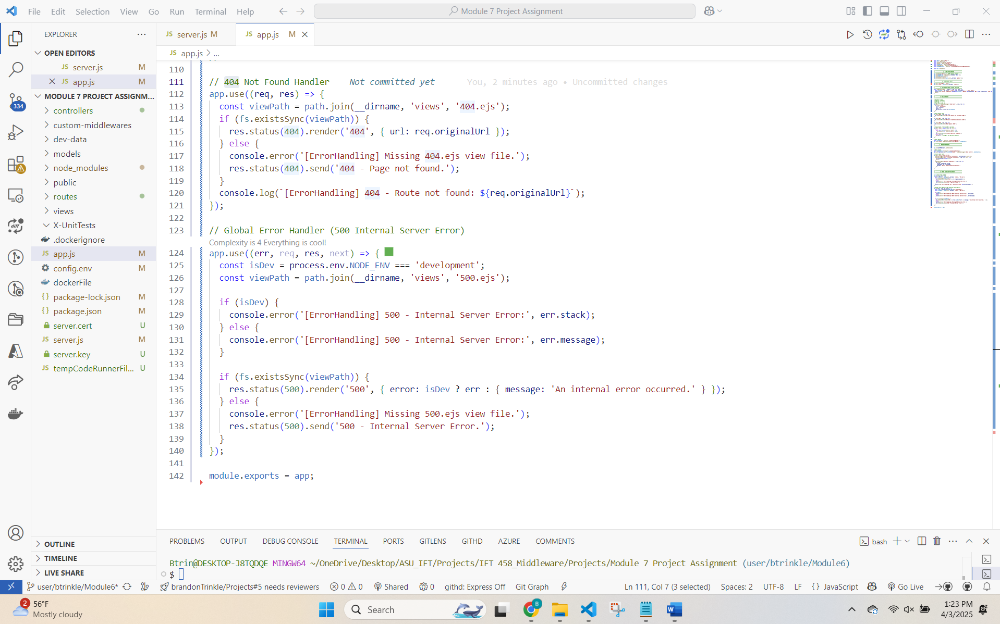 File Edit Selection View Go Run Terminal Help
Module 7 Project Assignment
EXPLORER
OPEN EDITORS
JS server.js M
JS app.js M
MODULE 7 PROJECT ASSIGNM...
controllers
custom-middlewares
dev-data
models
node_modules
public
routes
views
X-UnitTests
.dockerignore
JS app.js M
config.env M
dockerFile
{} package-lock.json M
{} package.json M
server.cert U
JS server.js M
server.key U
JS tempCodeRunnerFil... U
OUTLINE
TIMELINE
LIVE SHARE
334
JS server.js M
JS app.js M
JS app.js > ...
110
111 // 404 Not Found Handler Not committed yet You, 2 minutes ago • Uncommitted changes
112 app.use((req, res) => {
113 const viewPath = path.join(__dirname, 'views', '404.ejs');
114 if (fs.existsSync(viewPath)) {
115 res.status(404).render('404', { url: req.originalUrl });
116 } else {
117 console.error('[ErrorHandling] Missing 404.ejs view file.');
118 res.status(404).send('404 - Page not found.');
119 }
120 console.log(`[ErrorHandling] 404 - Route not found: ${req.originalUrl}`);
121 });
122
123 // Global Error Handler (500 Internal Server Error)
Complexity is 4 Everything is cool!
124 app.use((err, req, res, next) => {
125 const isDev = process.env.NODE_ENV === 'development';
126 const viewPath = path.join(__dirname, 'views', '500.ejs');
127
128 if (isDev) {
129 console.error('[ErrorHandling] 500 - Internal Server Error:', err.stack);
130 } else {
131 console.error('[ErrorHandling] 500 - Internal Server Error:', err.message);
132 }
133
134 if (fs.existsSync(viewPath)) {
135 res.status(500).render('500', { error: isDev ? err : { message: 'An internal error occurred.' } });
136 } else {
137 console.error('[ErrorHandling] Missing 500.ejs view file.');
138 res.status(500).send('500 - Internal Server Error.');
139 }
140 });
141
142 module.exports = app;
PROBLEMS OUTPUT DEBUG CONSOLE TERMINAL PORTS GITLENS GITHD AZURE COMMENTS
bash
Btrin@DESKTOP-J8TQDQE MINGW64 ~/OneDrive/Desktop/ASU_IFT/Projects/IFT 458_Middleware/Projects/Module 7 Project Assignment (user/btrinkle/Module6)
$
user/btrinkle/Module6* brandonTrinkle/Projects#5 needs reviewers 0 0 Shared 0 githd: Express Off Git Graph Ln 111, Col 7 (3 selected) Spaces: 2 UTF-8 LF {} JavaScript Go Live
2
56°F
Mostly cloudy
Search
B
1:23 PM
4/3/2025